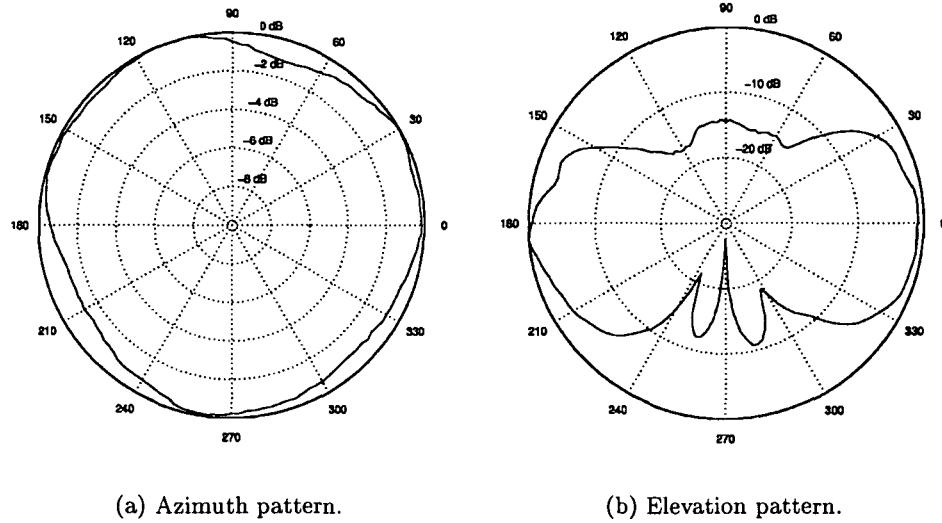 90
0 dB
120
60
−2 dB
150
30
−4 dB
−6 dB
−8 dB
180
0
210
330
240
300
270
(a) Azimuth pattern.
90
0 dB
120
60
−10 dB
150
30
−20 dB
180
0
210
330
240
300
270
(b) Elevation pattern.